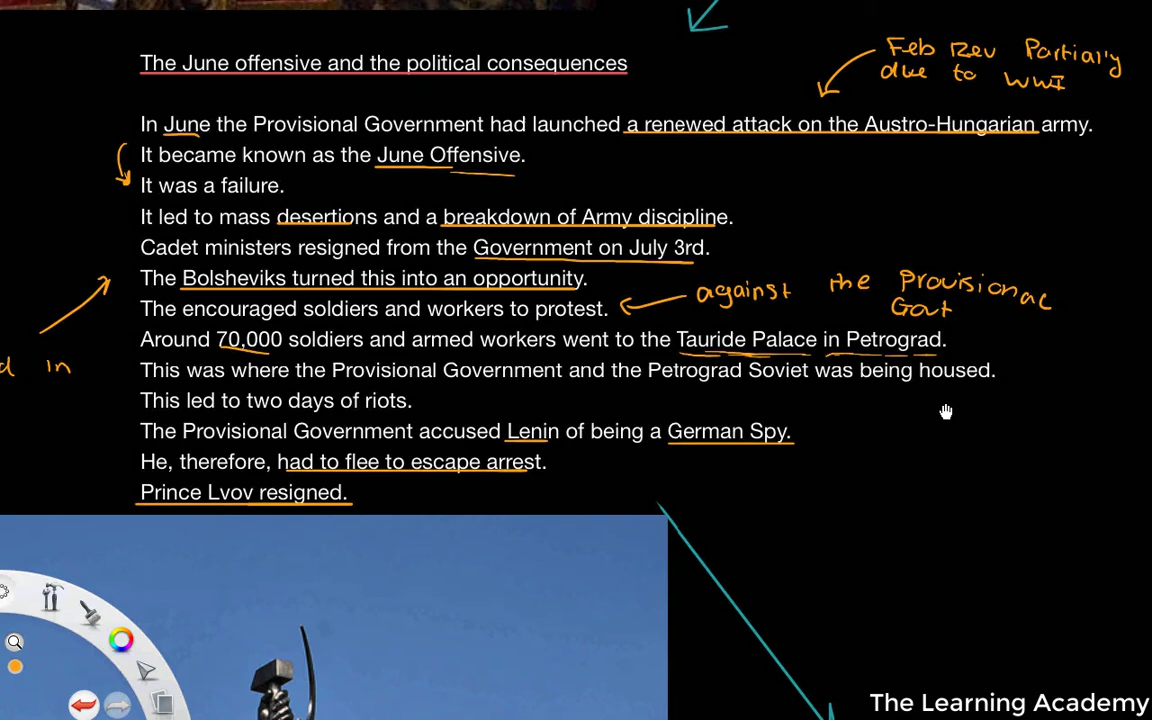 Feb Rev Partially
due to WWI
The June offensive and the political consequences
In June the Provisional Government had launched a renewed attack on the Austro-Hungarian army.
It became known as the June Offensive.
It was a failure.
It led to mass desertions and a breakdown of Army discipline.
Cadet ministers resigned from the Government on July 3rd.
The Bolsheviks turned this into an opportunity.
The encouraged soldiers and workers to protest.
against the Provisional
Govt
Around 70,000 soldiers and armed workers went to the Tauride Palace in Petrograd.
in
This was where the Provisional Government and the Petrograd Soviet was being housed.
This led to two days of riots.
The Provisional Government accused Lenin of being a German Spy.
He, therefore, had to flee to escape arrest.
Prince Lvov resigned.
The Learning Academy